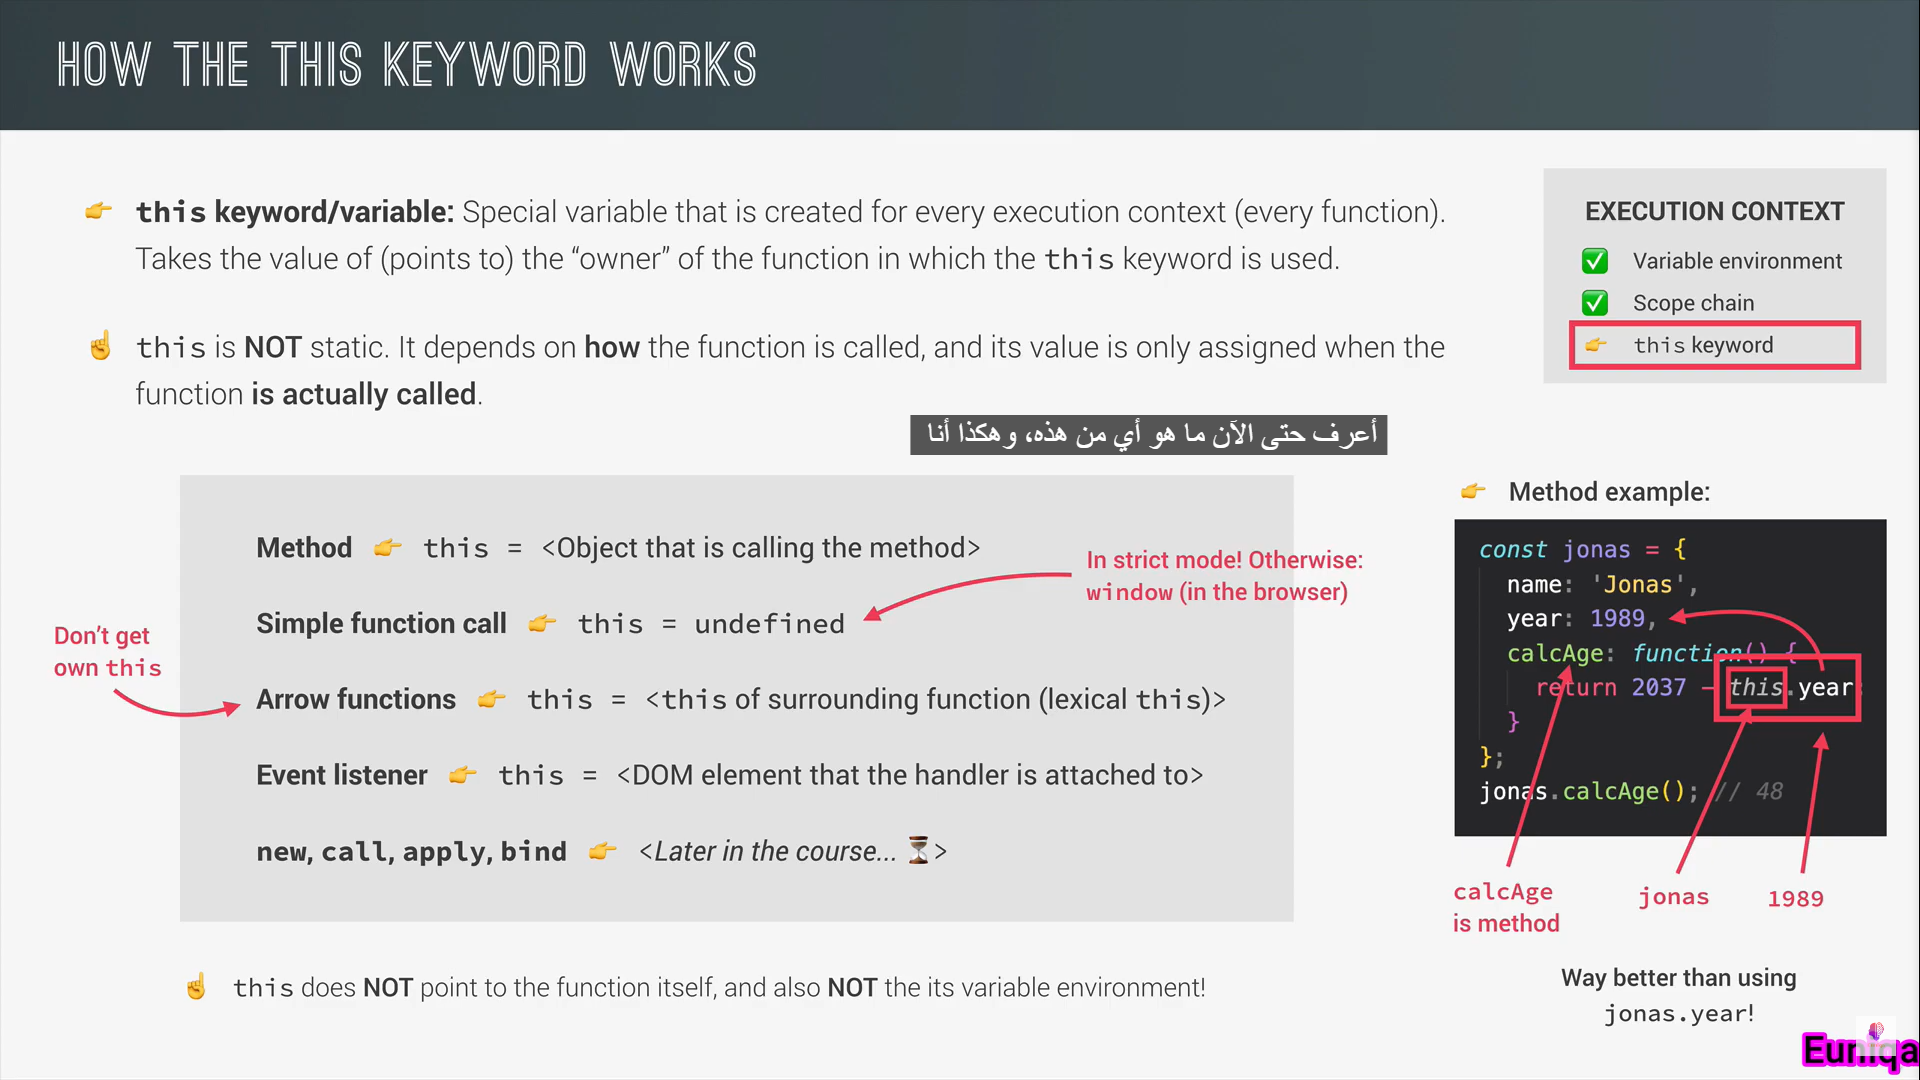 HOW THE THIS KEYWORD WORKS
this keyword/variable: Special variable that is created for every execution context (every function).
Takes the value of (points to) the “owner” of the function in which the this keyword is used.
this is NOT static. It depends on how the function is called, and its value is only assigned when the
function is actually called.
EXECUTION CONTEXT
Variable environment
Scope chain
this keyword
أعرف حتى الآن ما هو أي من هذه، وهكذا أنا
Method this = <Object that is calling the method>
In strict mode! Otherwise:
window (in the browser)
Simple function call this = undefined
Don’t get
own this
Arrow functions this = <this of surrounding function (lexical this)>
Event listener this = <DOM element that the handler is attached to>
new, call, apply, bind <Later in the course... >
this does NOT point to the function itself, and also NOT the its variable environment!
Method example:
const jonas = {
name: 'Jonas',
year: 1989,
calcAge: function() {
return 2037 - this.year
}
};
jonas.calcAge(); // 48
calcAge
is method
jonas
1989
Way better than using
jonas.year!
Euniqa